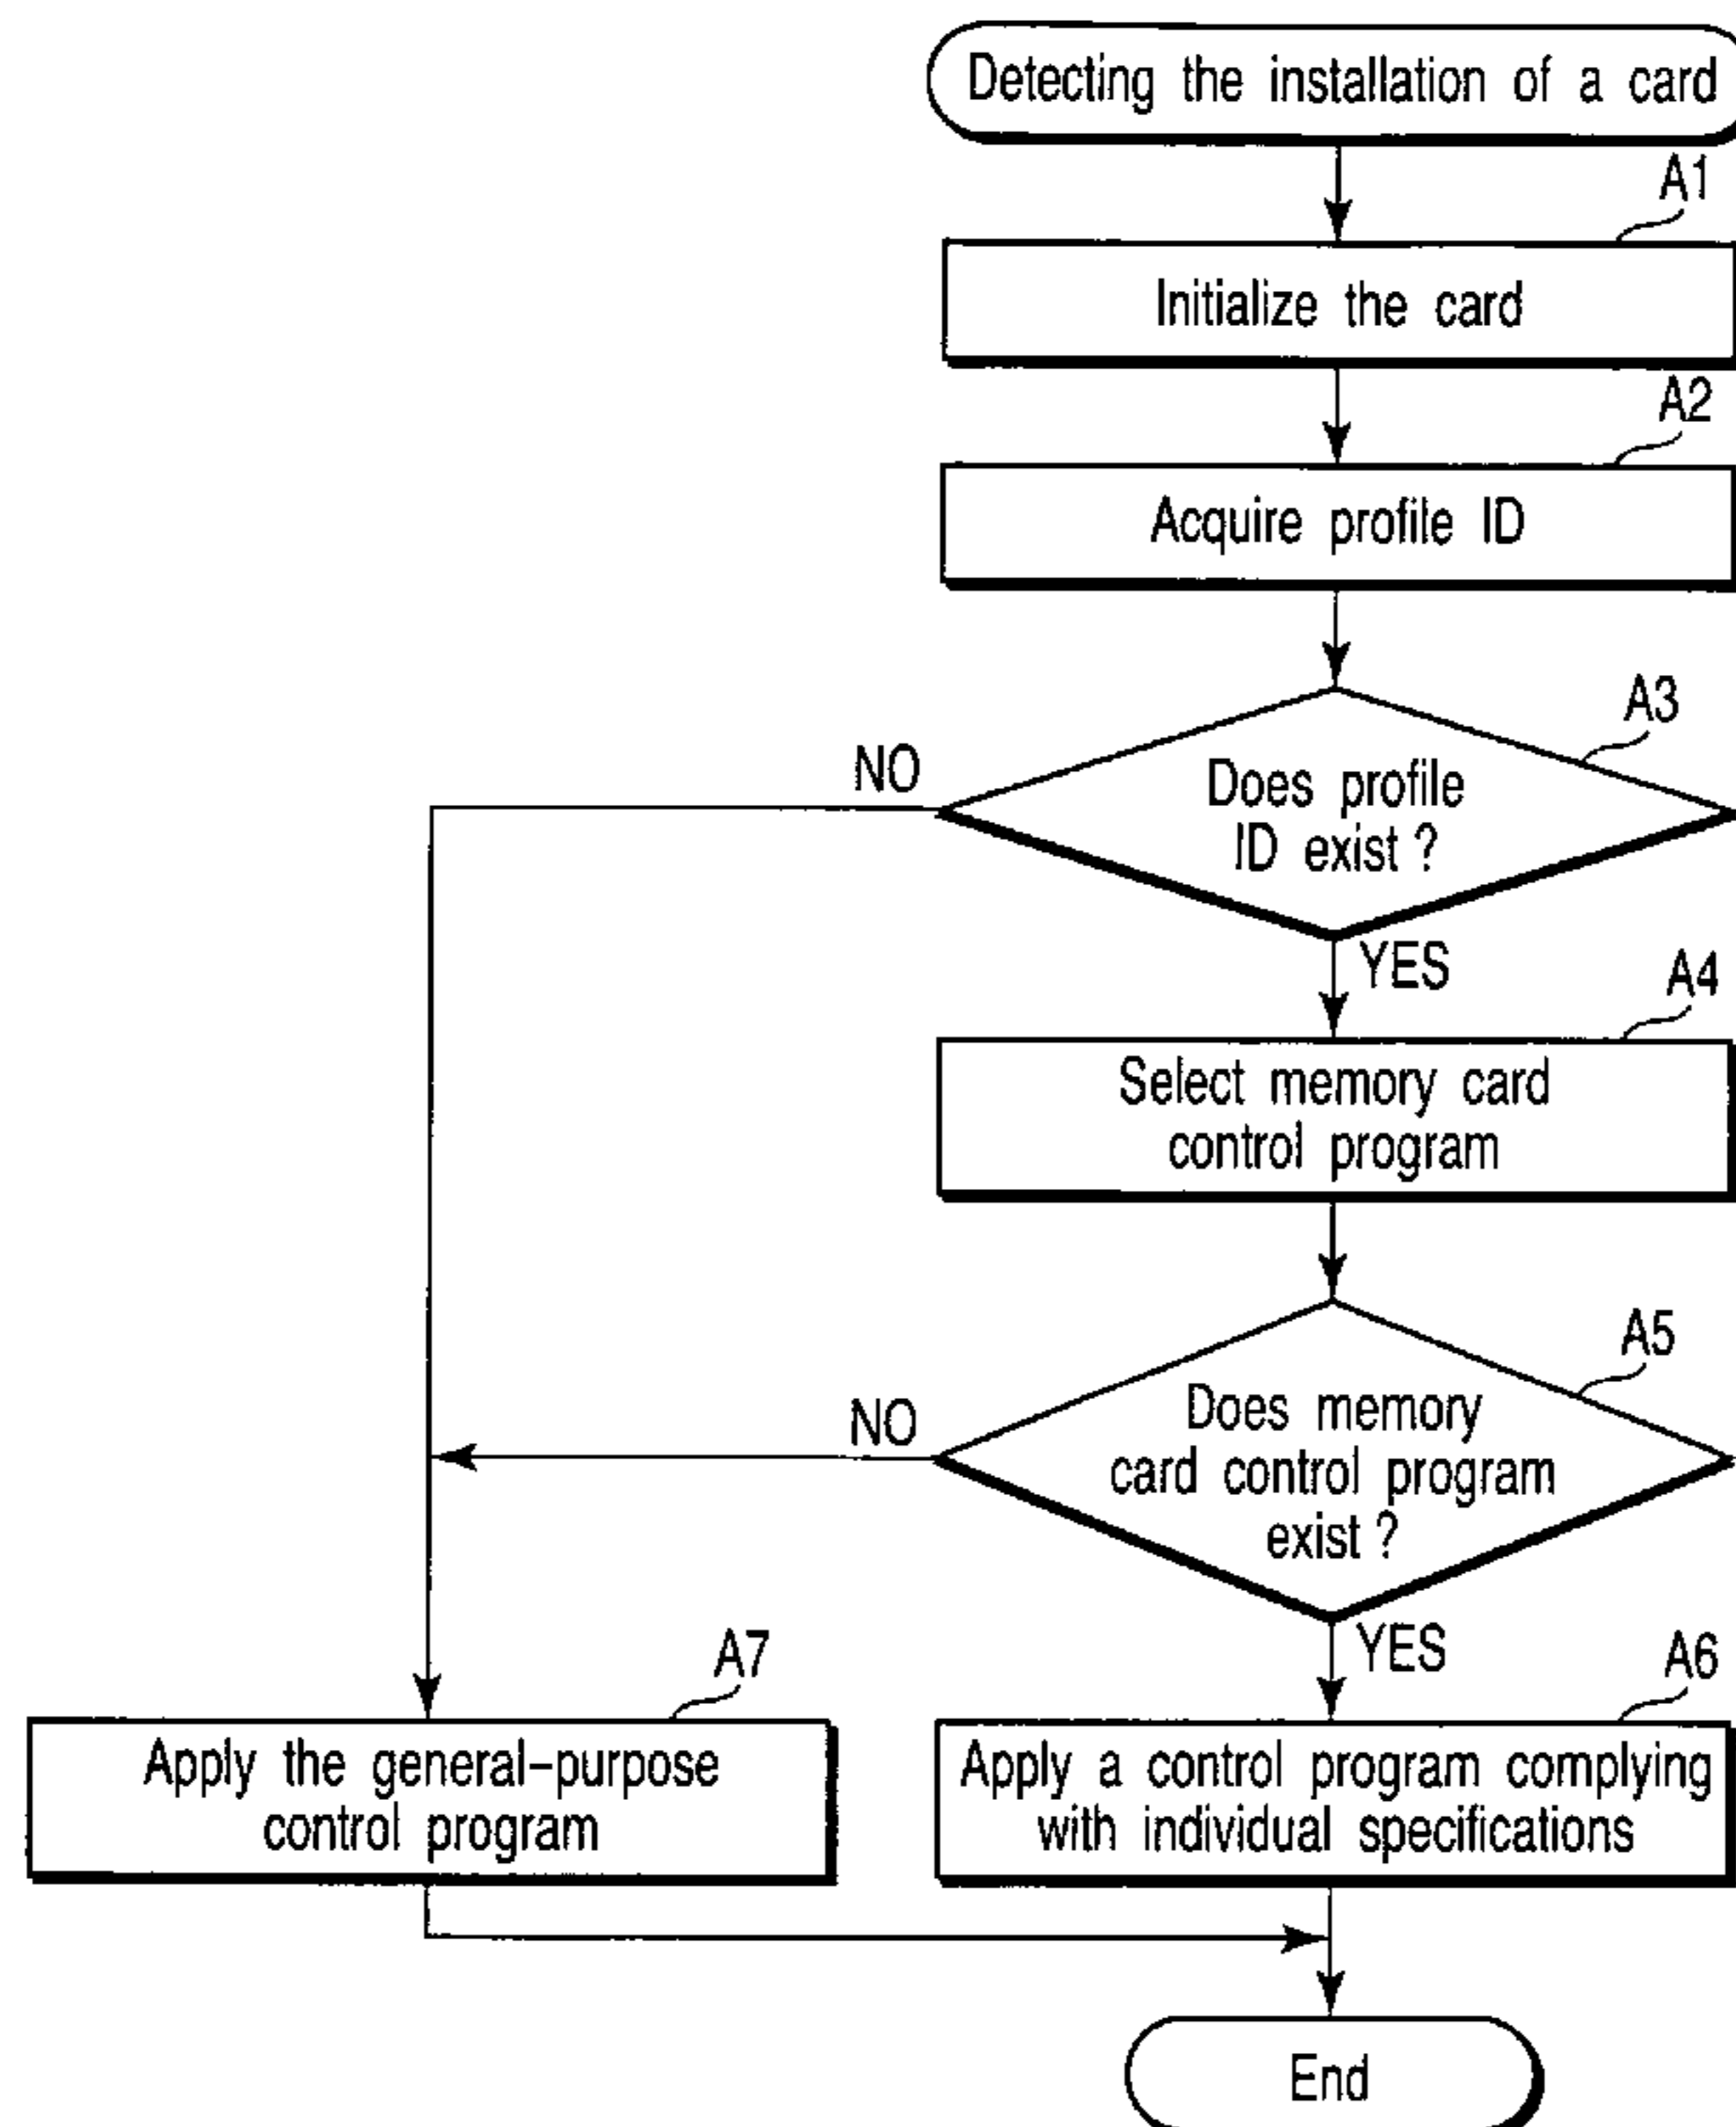 Detecting the installation of a card
A1
Initialize the card
A2
Acquire profile ID
A3
NO
Does profile
ID exist ?
YES
A4
Select memory card
control program
A5
NO
Does memory
card control program
exist ?
YES
A7
A6
Apply the general-purpose
control program
Apply a control program complying
with individual specifications
End